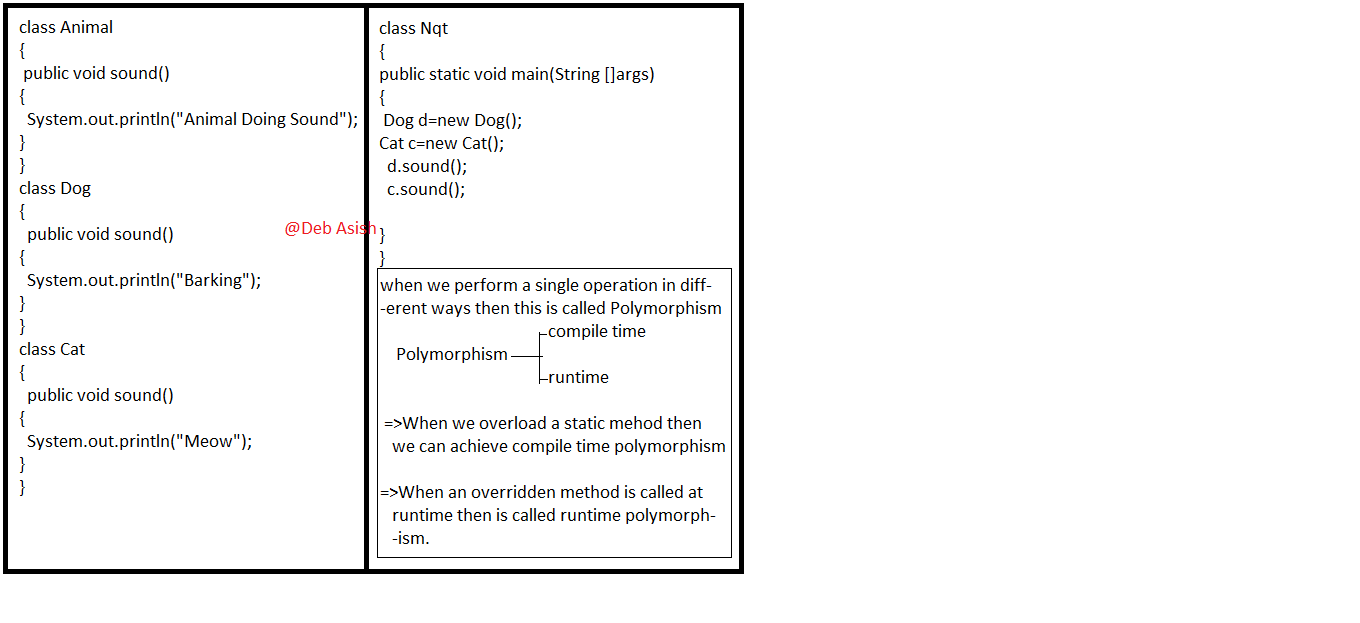 class Animal
{
public void sound()
{
System.out.println("Animal Doing Sound");
}
}
class Dog
{
public void sound()
{
System.out.println("Barking");
}
}
class Cat
{
public void sound()
{
System.out.println("Meow");
}
}
@Deb Asish
class Nqt
{
public static void main(String []args)
{
Dog d=new Dog();
Cat c=new Cat();
d.sound();
c.sound();
}
}
when we perform a single operation in diff-
-erent ways then this is called Polymorphism
compile time
Polymorphism
runtime
=>When we overload a static mehod then
we can achieve compile time polymorphism
=>When an overridden method is called at
runtime then is called runtime polymorph-
-ism.